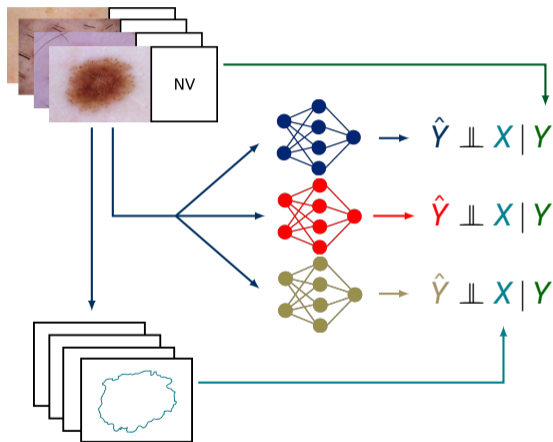 NV
Ŷ ⫫ X | Y
Ŷ ⫫ X | Y
Ŷ ⫫ X | Y